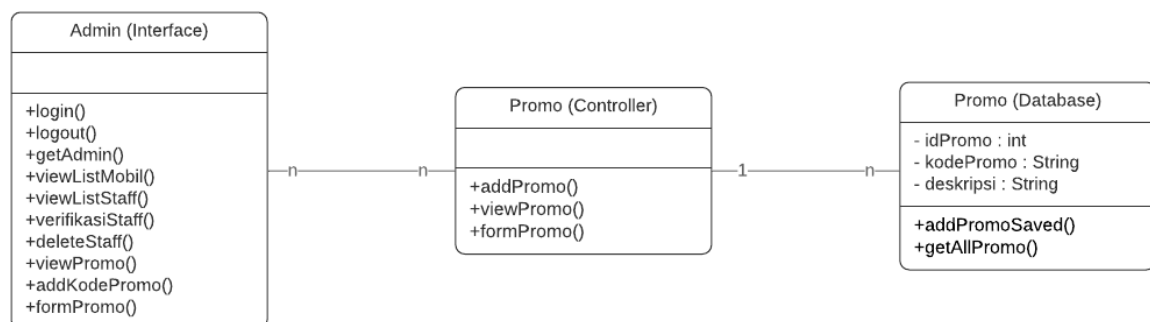 Admin (Interface)
+login()
+logout()
+getAdmin()
+viewListMobil()
+viewListStaff()
+verifikasiStaff()
+deleteStaff()
+viewPromo()
+addKodePromo()
+formPromo()
n
n
Promo (Controller)
+addPromo()
+viewPromo()
+formPromo()
1
n
Promo (Database)
- idPromo : int
- kodePromo : String
- deskripsi : String
+addPromoSaved()
+getAllPromo()